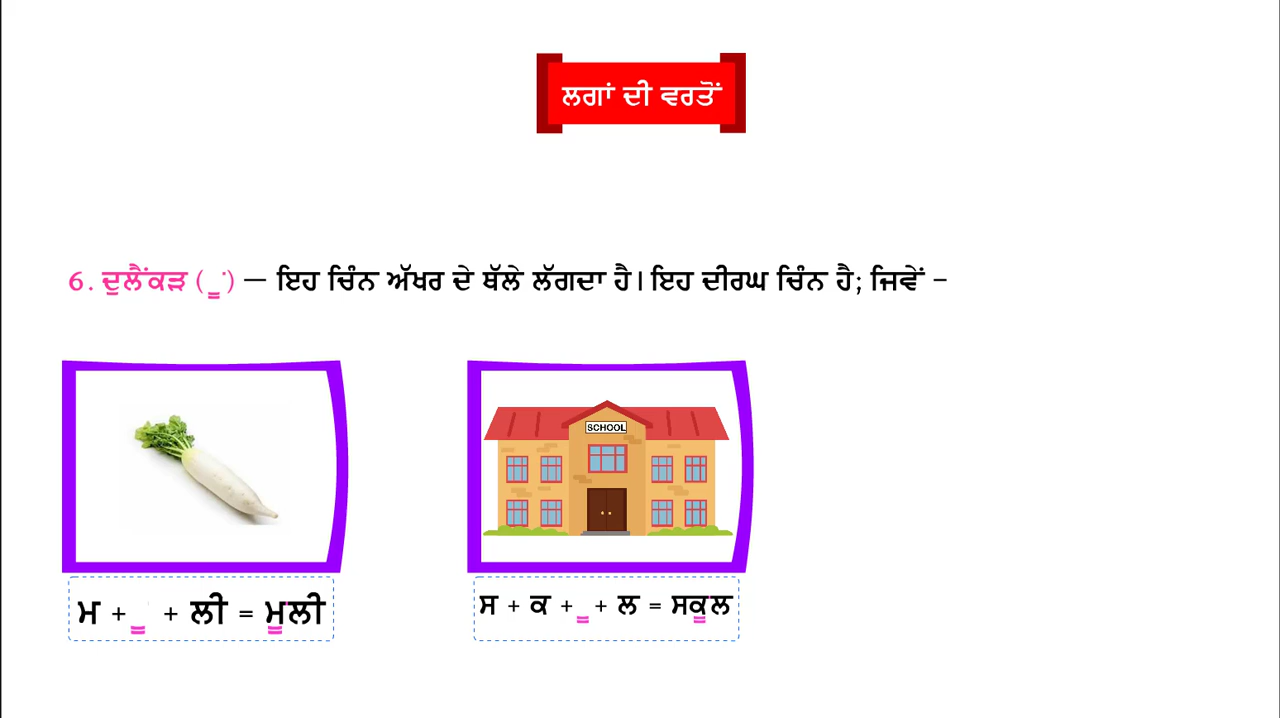 ਲਗਾਂ ਦੀ ਵਰਤੋਂ
6. ਦੁਲੈਂਕੜ ( ੂ ) — ਇਹ ਚਿੰਨ ਅੱਖਰ ਦੇ ਥੱਲੇ ਲੱਗਦਾ ਹੈ। ਇਹ ਦੀਰਘ ਚਿੰਨ ਹੈ; ਜਿਵੇਂ –
SCHOOL
ਮ + ੂ + ਲੀ = ਮੂਲੀ
ਸ + ਕ + ੂ + ਲ = ਸਕੂਲ